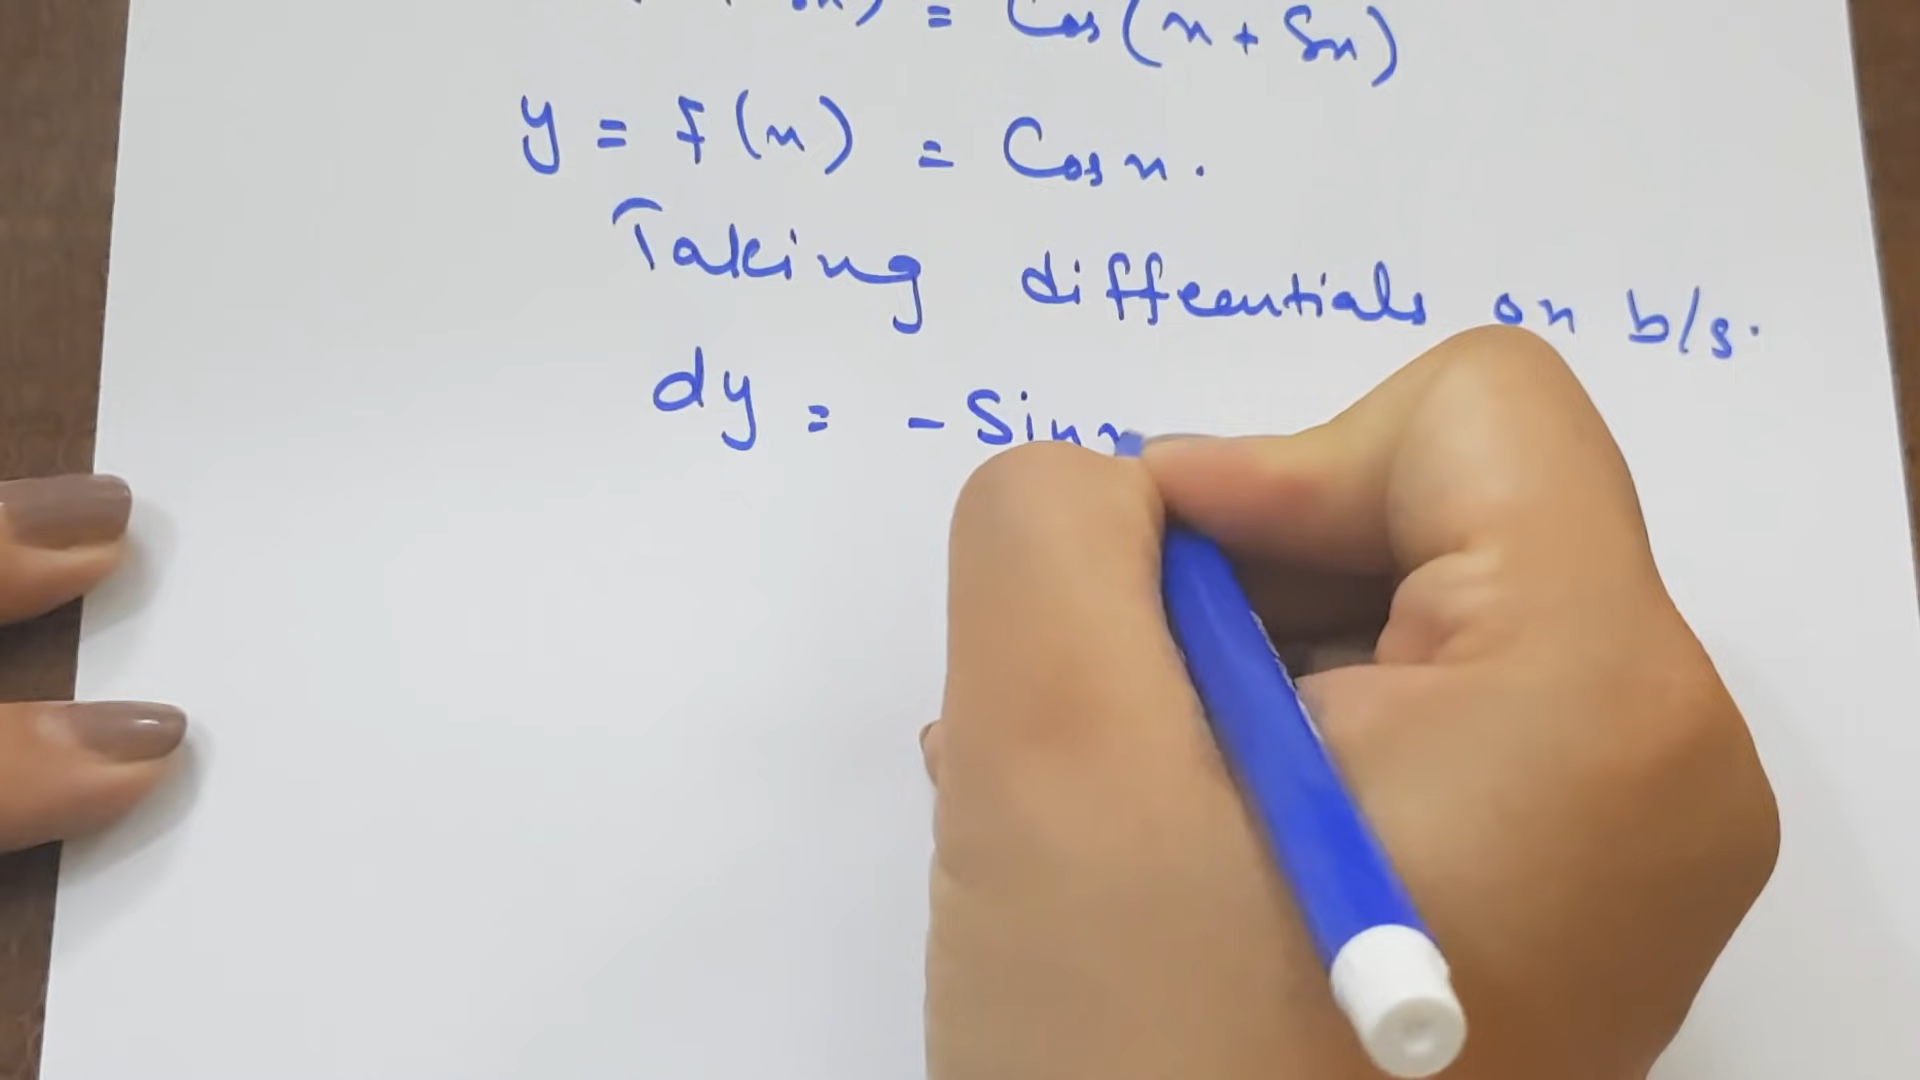 = Cos(x + δx)
y = f(x) = Cos x.
Taking diffeentials on b/s.
dy = - Sin x